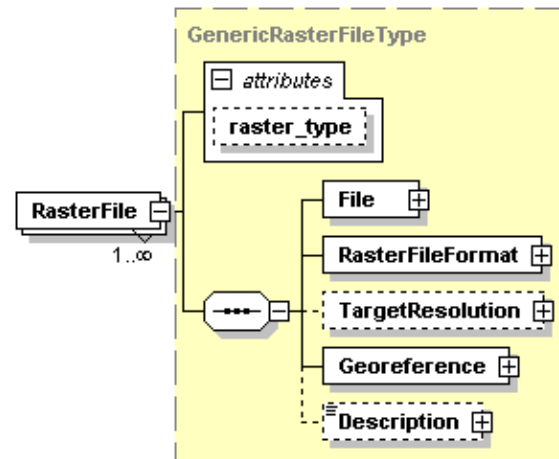 GenericRasterFileType
attributes
raster_type
RasterFile
1..∞
File
RasterFileFormat
TargetResolution
Georeference
Description